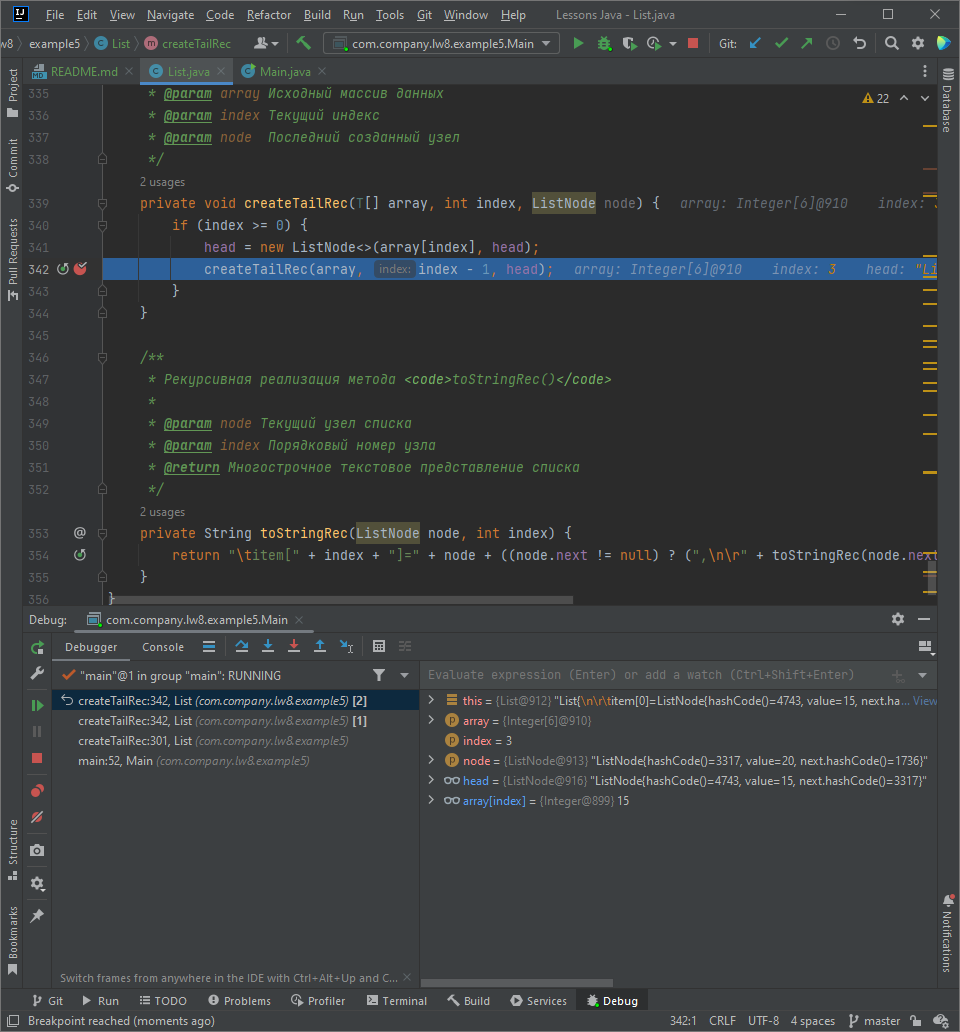 File Edit View Navigate Code Refactor Build Run Tools Git Window Help Lessons Java - List.java
w8 example5 List createTailRec com.company.lw8.example5.Main Git:
README.md List.java Main.java
Project
Commit
Pull Requests
Structure
Bookmarks
Database
Notifications
22
335 * @param array Исходный массив данных
336 * @param index Текущий индекс
337 * @param node  Последний созданный узел
338 */
2 usages
339 private void createTailRec(T[] array, int index, ListNode node) { array: Integer[6]@910 index: 3
340 if (index >= 0) {
341 head = new ListNode<>(array[index], head);
342 createTailRec(array, index: index - 1, head); array: Integer[6]@910 index: 3 head: "Li
343 }
344 }
345
346 /**
347 * Рекурсивная реализация метода <code>toStringRec()</code>
348 *
349 * @param node Текущий узел списка
350 * @param index Порядковый номер узла
351 * @return Многострочное текстовое представление списка
352 */
2 usages
353 @ private String toStringRec(ListNode node, int index) {
354 return "\titem[" + index + "]=" + node + ((node.next != null) ? (",\n\r" + toStringRec(node.next
355 }
356 }
Debug: com.company.lw8.example5.Main
Debugger Console
"main"@1 in group "main": RUNNING
createTailRec:342, List (com.company.lw8.example5) [2]
createTailRec:342, List (com.company.lw8.example5) [1]
createTailRec:301, List (com.company.lw8.example5)
main:52, Main (com.company.lw8.example5)
Switch frames from anywhere in the IDE with Ctrl+Alt+Up and C...
Evaluate expression (Enter) or add a watch (Ctrl+Shift+Enter)
this = {List@912} "List{\n\r\titem[0]=ListNode{hashCode()=4743, value=15, next.ha... View
array = {Integer[6]@910}
index = 3
node = {ListNode@913} "ListNode{hashCode()=3317, value=20, next.hashCode()=1736}"
head = {ListNode@916} "ListNode{hashCode()=4743, value=15, next.hashCode()=3317}"
array[index] = {Integer@899} 15
Git Run TODO Problems Profiler Terminal Build Services Debug
Breakpoint reached (moments ago) 342:1 CRLF UTF-8 4 spaces master